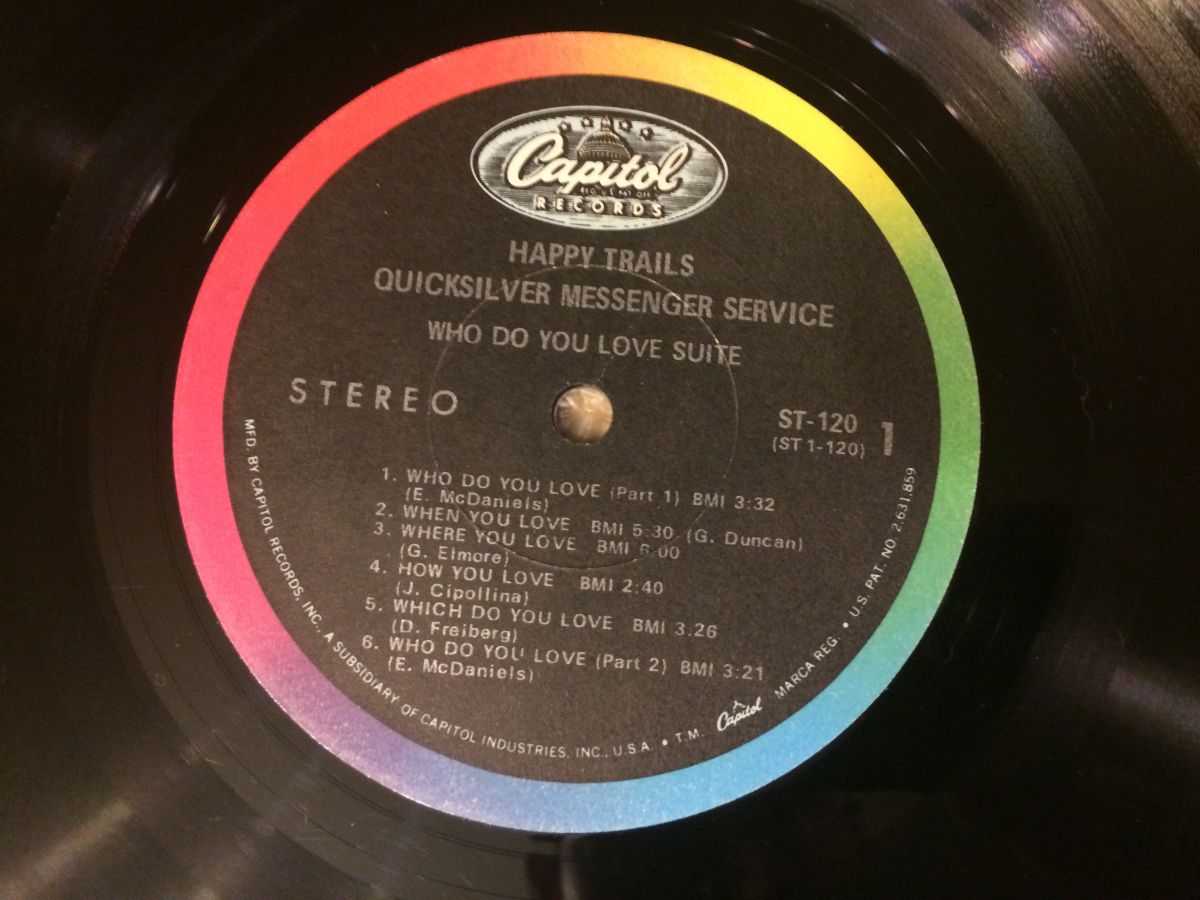 Capitol
REG. U.S. PAT. OFF.
RECORDS
HAPPY TRAILS
QUICKSILVER MESSENGER SERVICE
WHO DO YOU LOVE SUITE
STEREO
ST-120
(ST 1-120)
1
1. WHO DO YOU LOVE (Part 1) BMI 3:32
(E. McDaniels)
2. WHEN YOU LOVE BMI 5:30 (G. Duncan)
3. WHERE YOU LOVE BMI 6:00
(G. Elmore)
4. HOW YOU LOVE BMI 2:40
(J. Cipollina)
5. WHICH DO YOU LOVE BMI 3:26
(D. Freiberg)
6. WHO DO YOU LOVE (Part 2) BMI 3:21
(E. McDaniels)
MFD. BY CAPITOL RECORDS, INC., A SUBSIDIARY OF CAPITOL INDUSTRIES, INC., U.S.A. • T.M. Capitol MARCA REG. • U.S. PAT. NO. 2,631,859